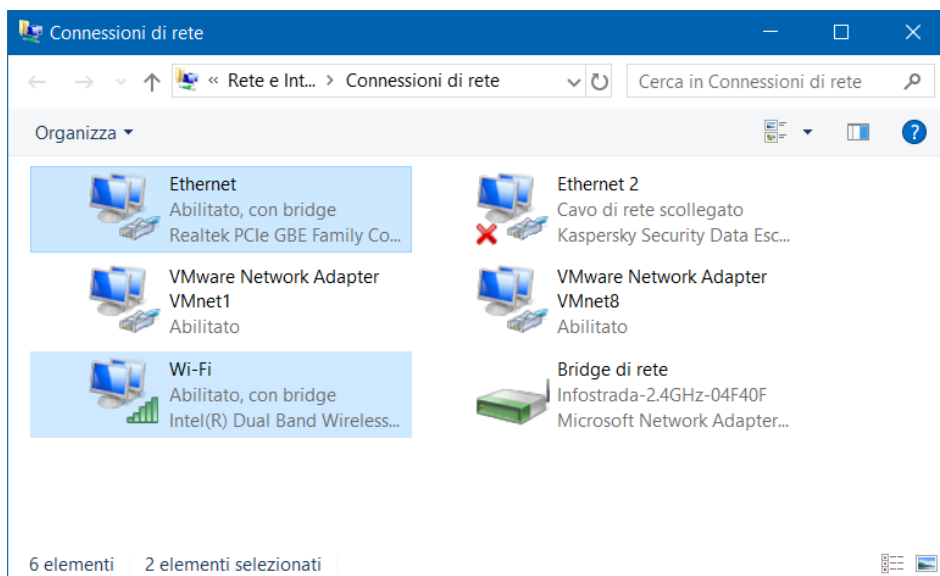 Connessioni di rete
« Rete e Int... > Connessioni di rete
Cerca in Connessioni di rete
Organizza
Ethernet
Abilitato, con bridge
Realtek PCIe GBE Family Co...
Ethernet 2
Cavo di rete scollegato
Kaspersky Security Data Esc...
VMware Network Adapter
VMnet1
Abilitato
VMware Network Adapter
VMnet8
Abilitato
Wi-Fi
Abilitato, con bridge
Intel(R) Dual Band Wireless...
Bridge di rete
Infostrada-2.4GHz-04F40F
Microsoft Network Adapter...
6 elementi
2 elementi selezionati